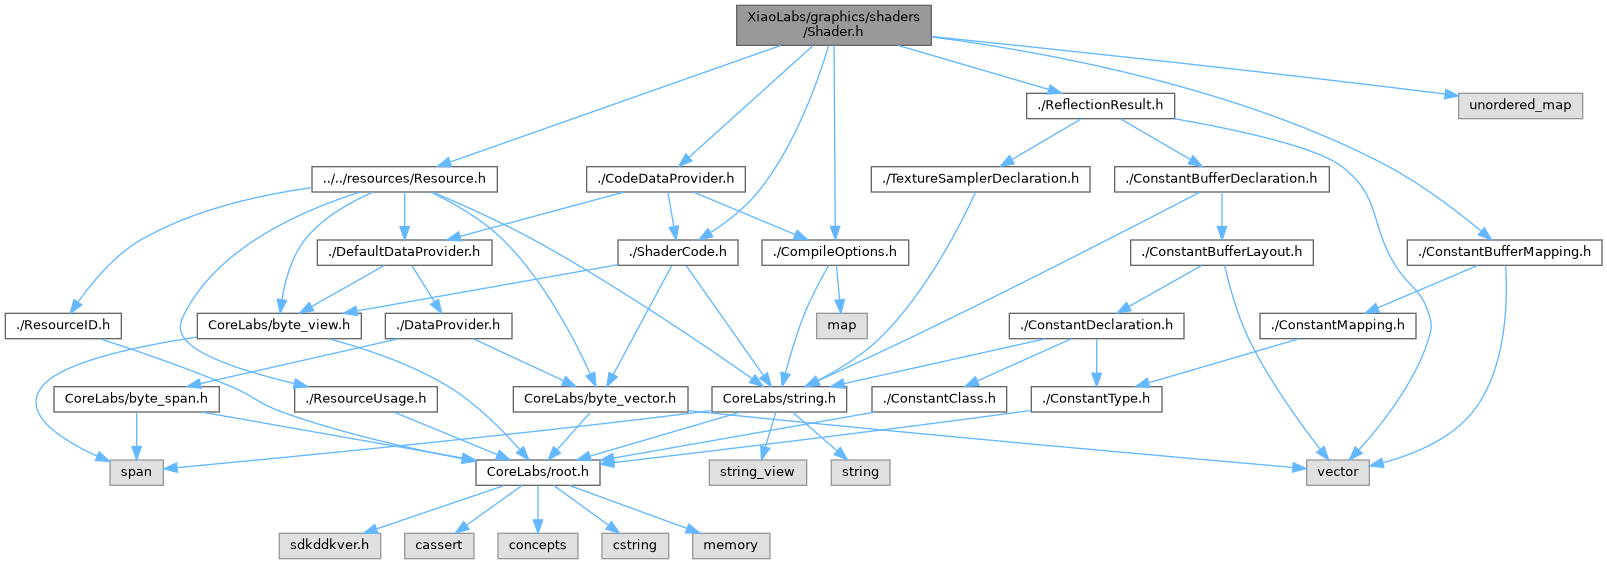 XiaoLabs/graphics/shaders
/Shader.h
./ReflectionResult.h
unordered_map
../../resources/Resource.h
./CodeDataProvider.h
./TextureSamplerDeclaration.h
./ConstantBufferDeclaration.h
./DefaultDataProvider.h
./ShaderCode.h
./CompileOptions.h
./ConstantBufferLayout.h
./ConstantBufferMapping.h
./ResourceID.h
CoreLabs/byte_view.h
./DataProvider.h
map
./ConstantDeclaration.h
./ConstantMapping.h
CoreLabs/byte_span.h
./ResourceUsage.h
CoreLabs/byte_vector.h
CoreLabs/string.h
./ConstantClass.h
./ConstantType.h
span
CoreLabs/root.h
string_view
string
vector
sdkddkver.h
cassert
concepts
cstring
memory